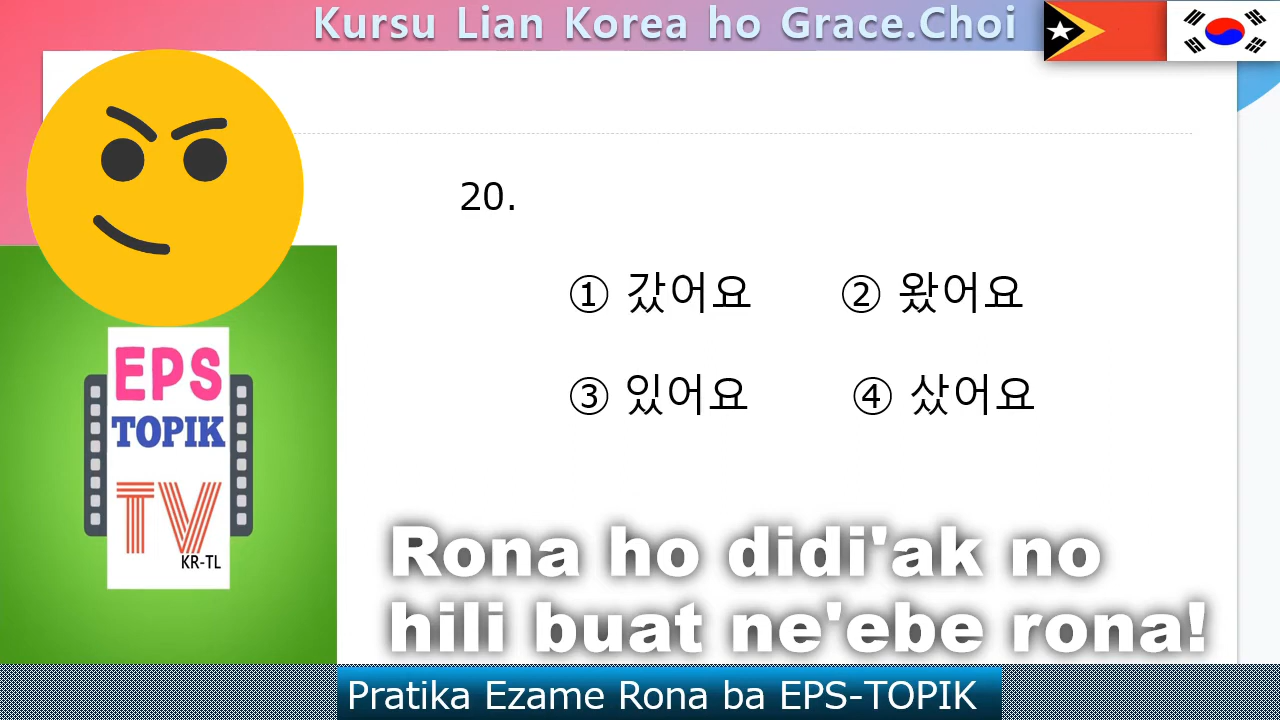 Kursu Lian Korea ho Grace.Choi
20.
① 갔어요 ② 왔어요
③ 있어요 ④ 샀어요
EPS
TOPIK
TV
KR-TL
Rona ho didi'ak no
hili buat ne'ebe rona!
Pratika Ezame Rona ba EPS-TOPIK